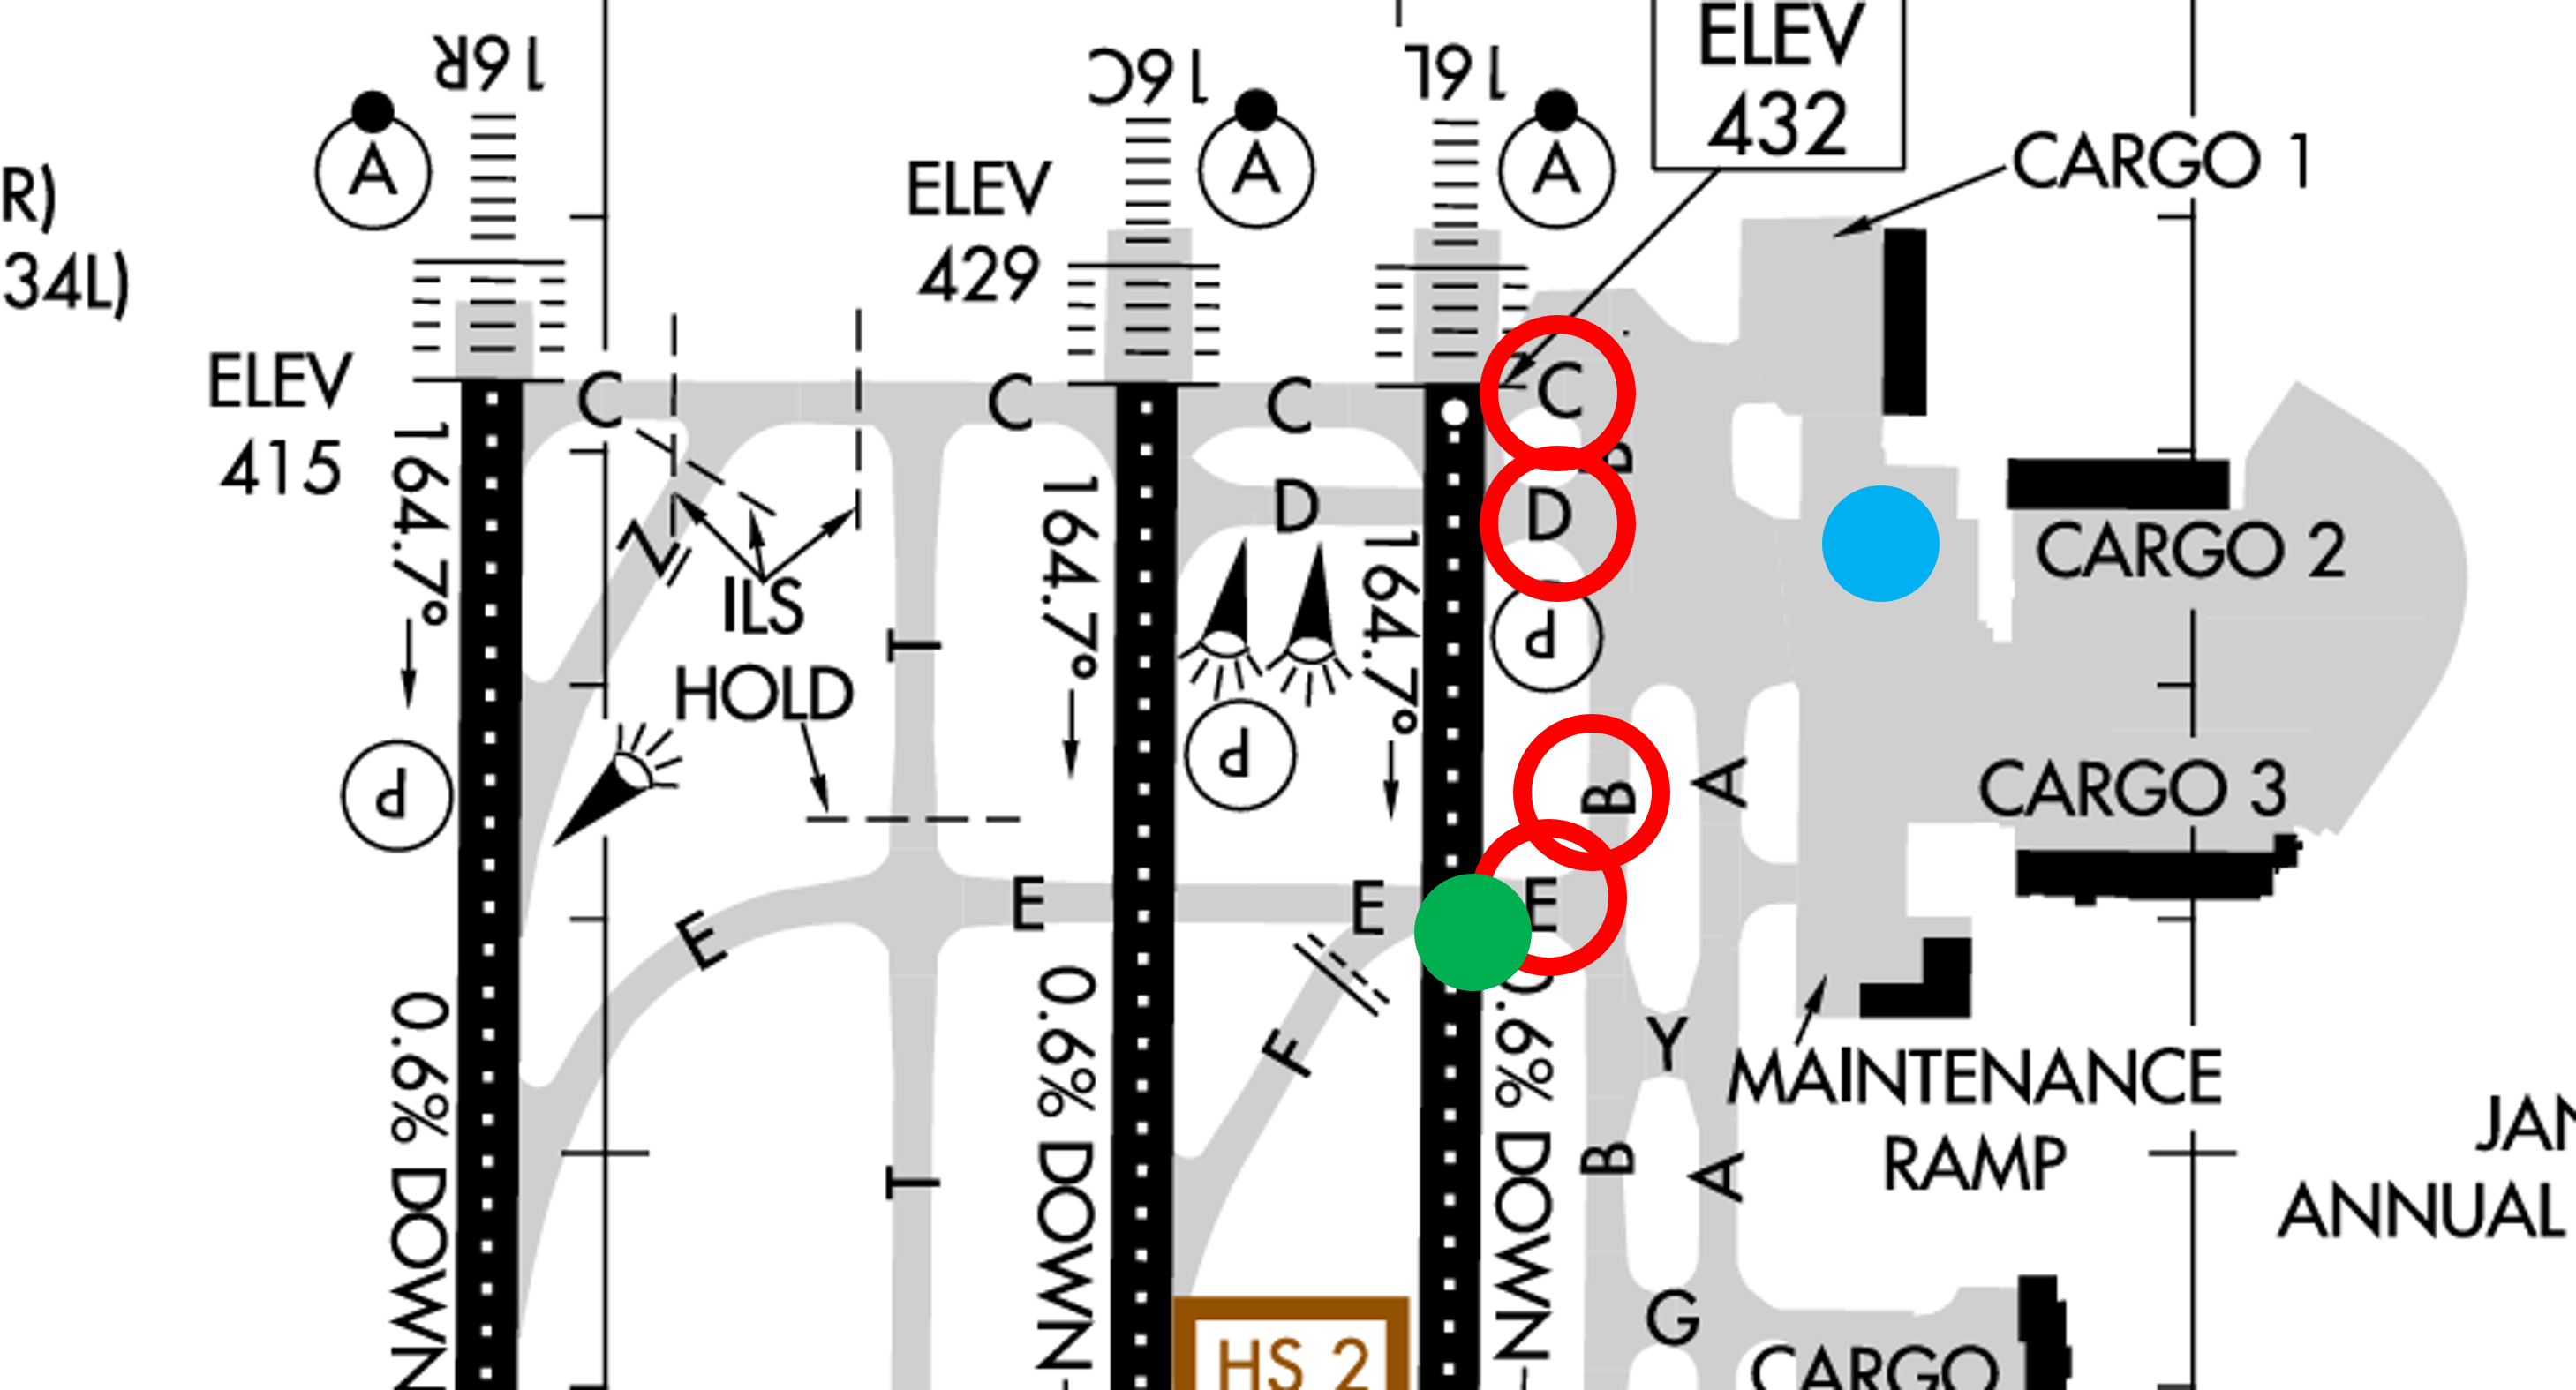 16R
16C
16L
ELEV
432
A
A
A
CARGO 1
R)
34L)
ELEV
429
ELEV
415
C
C
C
C
B
D
D
CARGO 2
164.7°
164.7°
164.7°
Z
ILS
HOLD
T
P
P
P
B
A
CARGO 3
E
E
E
E
F
Y
MAINTENANCE
RAMP
0.6% DOWN
0.6% DOWN
0.6% DOWN
T
B
A
JAN
ANNUAL
G
HS 2
CARGO